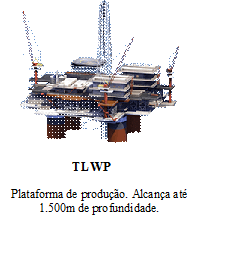 TLWP
Plataforma de produção. Alcança até
1.500m de profundidade.